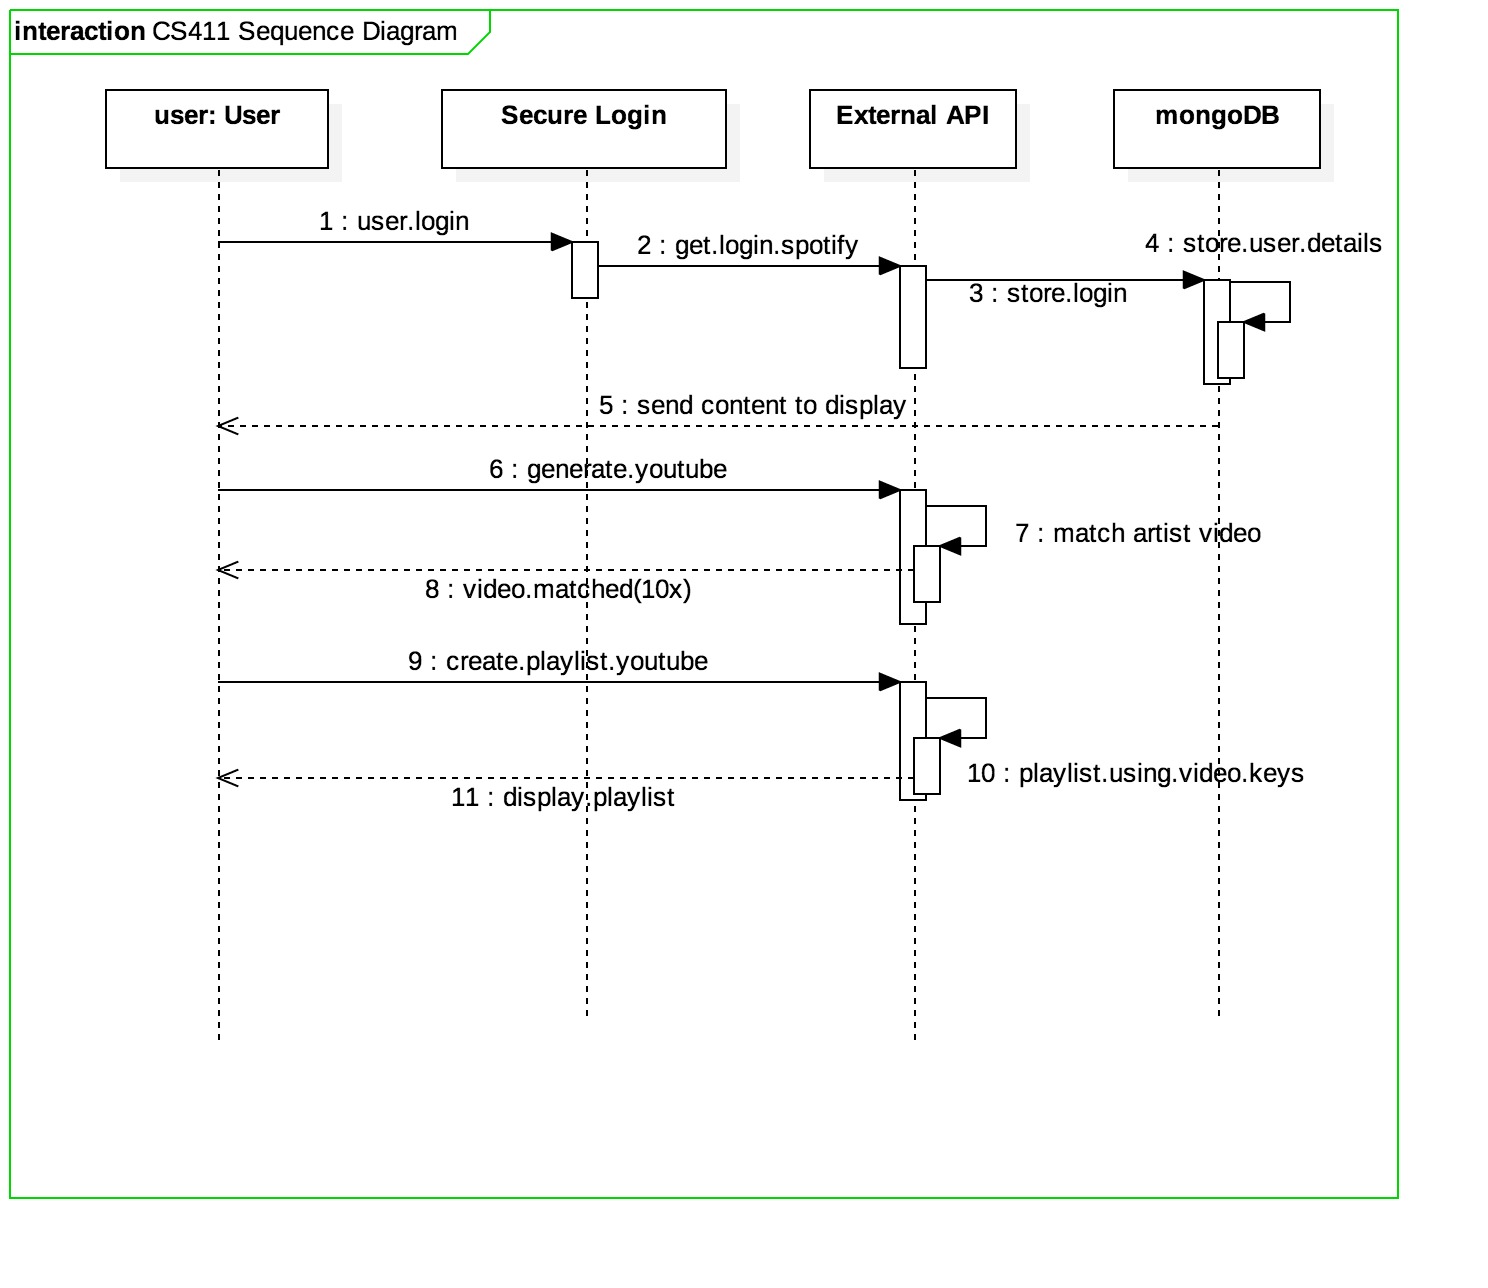 interaction CS411 Sequence Diagram
user: User
Secure Login
External API
mongoDB
1 : user.login
2 : get.login.spotify
3 : store.login
4 : store.user.details
5 : send content to display
6 : generate.youtube
7 : match artist video
8 : video.matched(10x)
9 : create.playlist.youtube
10 : playlist.using.video.keys
11 : display.playlist